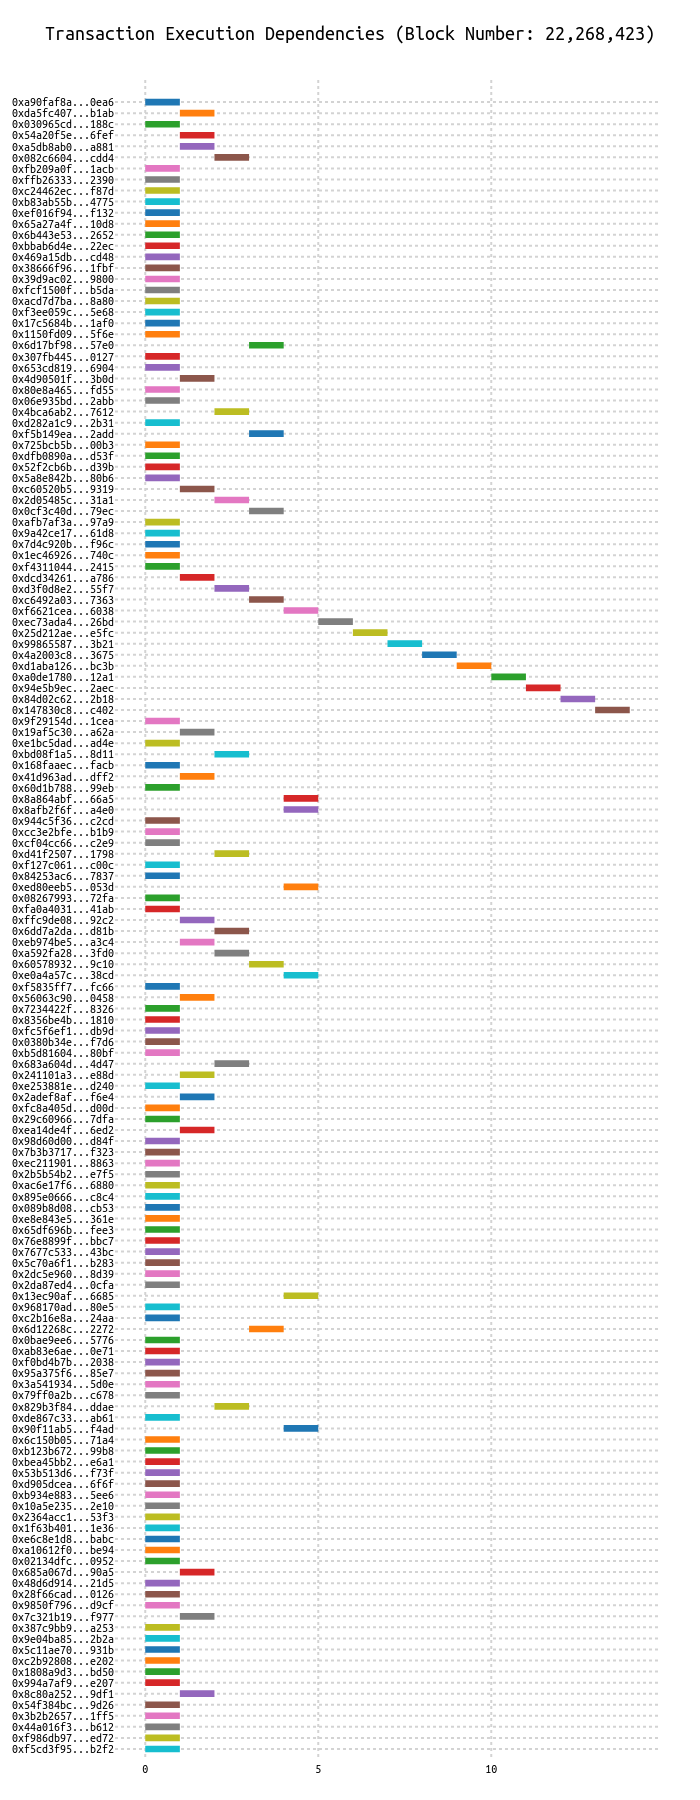 Transaction Execution Dependencies (Block Number: 22,268,423)
0xa90faf8a...0ea6
0xda5fc407...b1ab
0x030965cd...188c
0x54a20f5e...6fef
0xa5db8ab0...a881
0x082c6604...cdd4
0xfb209a0f...1acb
0xffb26333...2390
0xc24462ec...f87d
0xb83ab55b...4775
0xef016f94...f132
0x65a27a4f...10d8
0x6b443e53...2652
0xbbab6d4e...22ec
0x469a15db...cd48
0x38666f96...1fbf
0x39d9ac02...9800
0xfcf1500f...b5da
0xacd7d7ba...8a80
0xf3ee059c...5e68
0x17c5684b...1af0
0x1150fd09...5f6e
0x6d17bf98...57e0
0x307fb445...0127
0x653cd819...6904
0x4d90501f...3b0d
0x80e8a465...fd55
0x06e935bd...2abb
0x4bca6ab2...7612
0xd282a1c9...2b31
0xf5b149ea...2add
0x725bcb5b...00b3
0xdfb0890a...d53f
0x52f2cb6b...d39b
0x5a8e842b...80b6
0xc60520b5...9319
0x2d05485c...31a1
0x0cf3c40d...79ec
0xafb7af3a...97a9
0x9a42ce17...61d8
0x7d4c920b...f96c
0x1ec46926...740c
0xf4311044...2415
0xdcd34261...a786
0xd3f0d8e2...55f7
0xc6492a03...7363
0xf6621cea...6038
0xec73ada4...26bd
0x25d212ae...e5fc
0x99865587...3b21
0x4a2003c8...3675
0xd1aba126...bc3b
0xa0de1780...12a1
0x94e5b9ec...2aec
0x84d02c62...2b18
0x147830c8...c402
0x9f29154d...1cea
0x19af5c30...a62a
0xe1bc5dad...ad4e
0xbd08f1a5...8d11
0x168faaec...facb
0x41d963ad...dff2
0x60d1b788...99eb
0x8a864abf...66a5
0x8afb2f6f...a4e0
0x944c5f36...c2cd
0xcc3e2bfe...b1b9
0xcf04cc66...c2e9
0xd41f2507...1798
0xf127c061...c00c
0x84253ac6...7837
0xed80eeb5...053d
0x08267993...72fa
0xfa0a4031...41ab
0xffc9de08...92c2
0x6dd7a2da...d81b
0xeb974be5...a3c4
0xa592fa28...3fd0
0x60578932...9c10
0xe0a4a57c...38cd
0xf5835ff7...fc66
0x56063c90...0458
0x7234422f...8326
0x8356be4b...1810
0xfc5f6ef1...db9d
0x0380b34e...f7d6
0xb5d81604...80bf
0x683a604d...4d47
0x241101a3...e88d
0xe253881e...d240
0x2adef8af...f6e4
0xfc8a405d...d00d
0x29c60966...7dfa
0xea14de4f...6ed2
0x98d60d00...d84f
0x7b3b3717...f323
0xec211901...8863
0x2b5b54b2...e7f5
0xac6e17f6...6880
0x895e0666...c8c4
0x089b8d08...cb53
0xe8e843e5...361e
0x65df696b...fee3
0x76e8899f...bbc7
0x7677c533...43bc
0x5c70a6f1...b283
0x2dc5e960...8d39
0x2da87ed4...0cfa
0x13ec90af...6685
0x968170ad...80e5
0xc2b16e8a...24aa
0x6d12268c...2272
0x0bae9ee6...5776
0xab83e6ae...0e71
0xf0bd4b7b...2038
0x95a375f6...85e7
0x3a541934...5d0e
0x79ff0a2b...c678
0x829b3f84...ddae
0xde867c33...ab61
0x90f11ab5...f4ad
0x6c150b05...71a4
0xb123b672...99b8
0xbea45bb2...e6a1
0x53b513d6...f73f
0xd905dcea...6f6f
0xb934e883...5ee6
0x10a5e235...2e10
0x2364acc1...53f3
0x1f63b401...1e36
0xe6c8e1d8...babc
0xa10612f0...be94
0x02134dfc...0952
0x685a067d...90a5
0x48d6d914...21d5
0x28f66cad...0126
0x9850f796...d9cf
0x7c321b19...f977
0x387c9bb9...a253
0x9e04ba85...2b2a
0x5c11ae70...931b
0xc2b92808...e202
0x1808a9d3...bd50
0x994a7af9...e207
0x8c80a252...9df1
0x54f384bc...9d26
0x3b2b2657...1ff5
0x44a016f3...b612
0xf986db97...ed72
0xf5cd3f95...b2f2
0 5 10